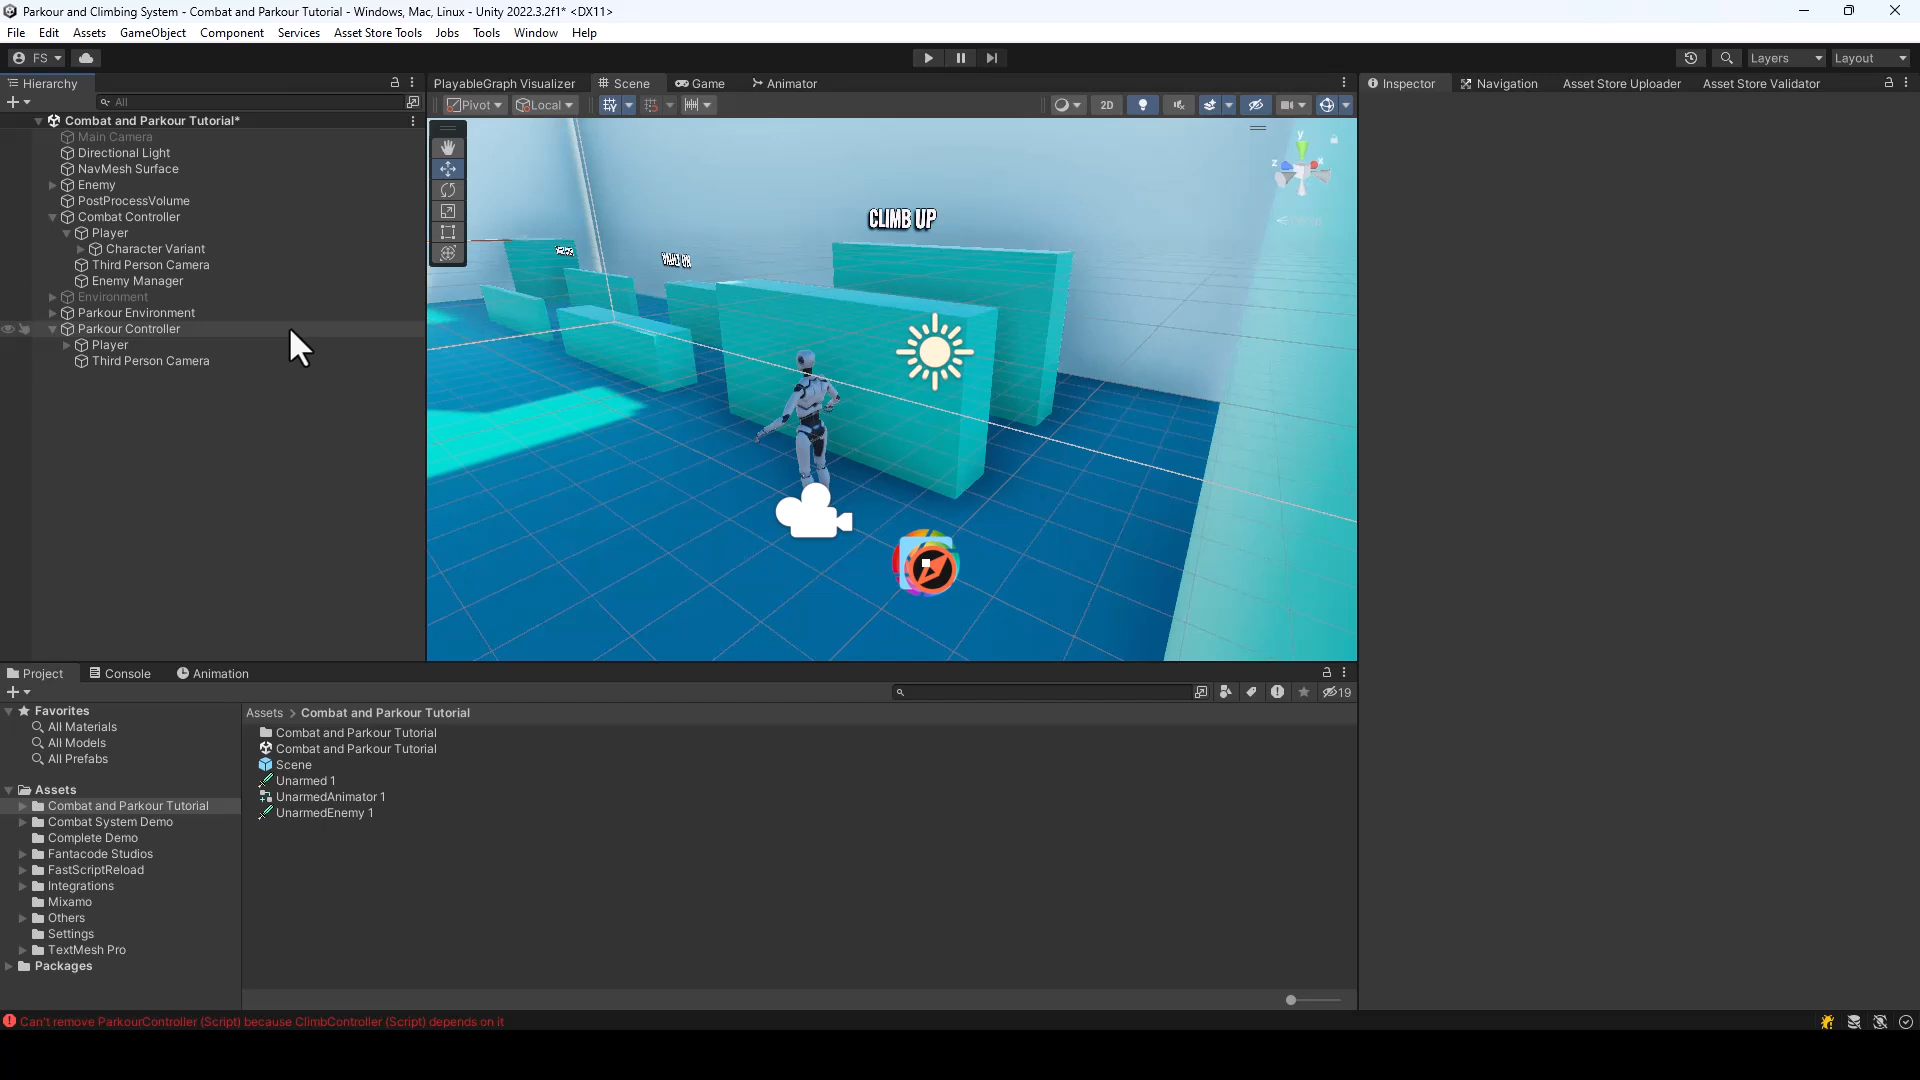 Parkour and Climbing System - Combat and Parkour Tutorial - Windows, Mac, Linux - Unity 2022.3.2f1* <DX11>
File Edit Assets GameObject Component Services Asset Store Tools Jobs Tools Window Help
FS
Layers
Layout
Hierarchy
All
Combat and Parkour Tutorial*
Main Camera
Directional Light
NavMesh Surface
Enemy
PostProcessVolume
Combat Controller
Player
Character Variant
Third Person Camera
Enemy Manager
Environment
Parkour Environment
Parkour Controller
Player
Third Person Camera
PlayableGraph Visualizer Scene Game Animator
Pivot Local
2D
y
z
x
CLIMB UP
Inspector Navigation Asset Store Uploader Asset Store Validator
Project Console Animation
19
Favorites
All Materials
All Models
All Prefabs
Assets
Combat and Parkour Tutorial
Combat System Demo
Complete Demo
Fantacode Studios
FastScriptReload
Integrations
Mixamo
Others
Settings
TextMesh Pro
Packages
Assets > Combat and Parkour Tutorial
Combat and Parkour Tutorial
Combat and Parkour Tutorial
Scene
Unarmed 1
UnarmedAnimator 1
UnarmedEnemy 1
Can't remove ParkourController (Script) because ClimbController (Script) depends on it